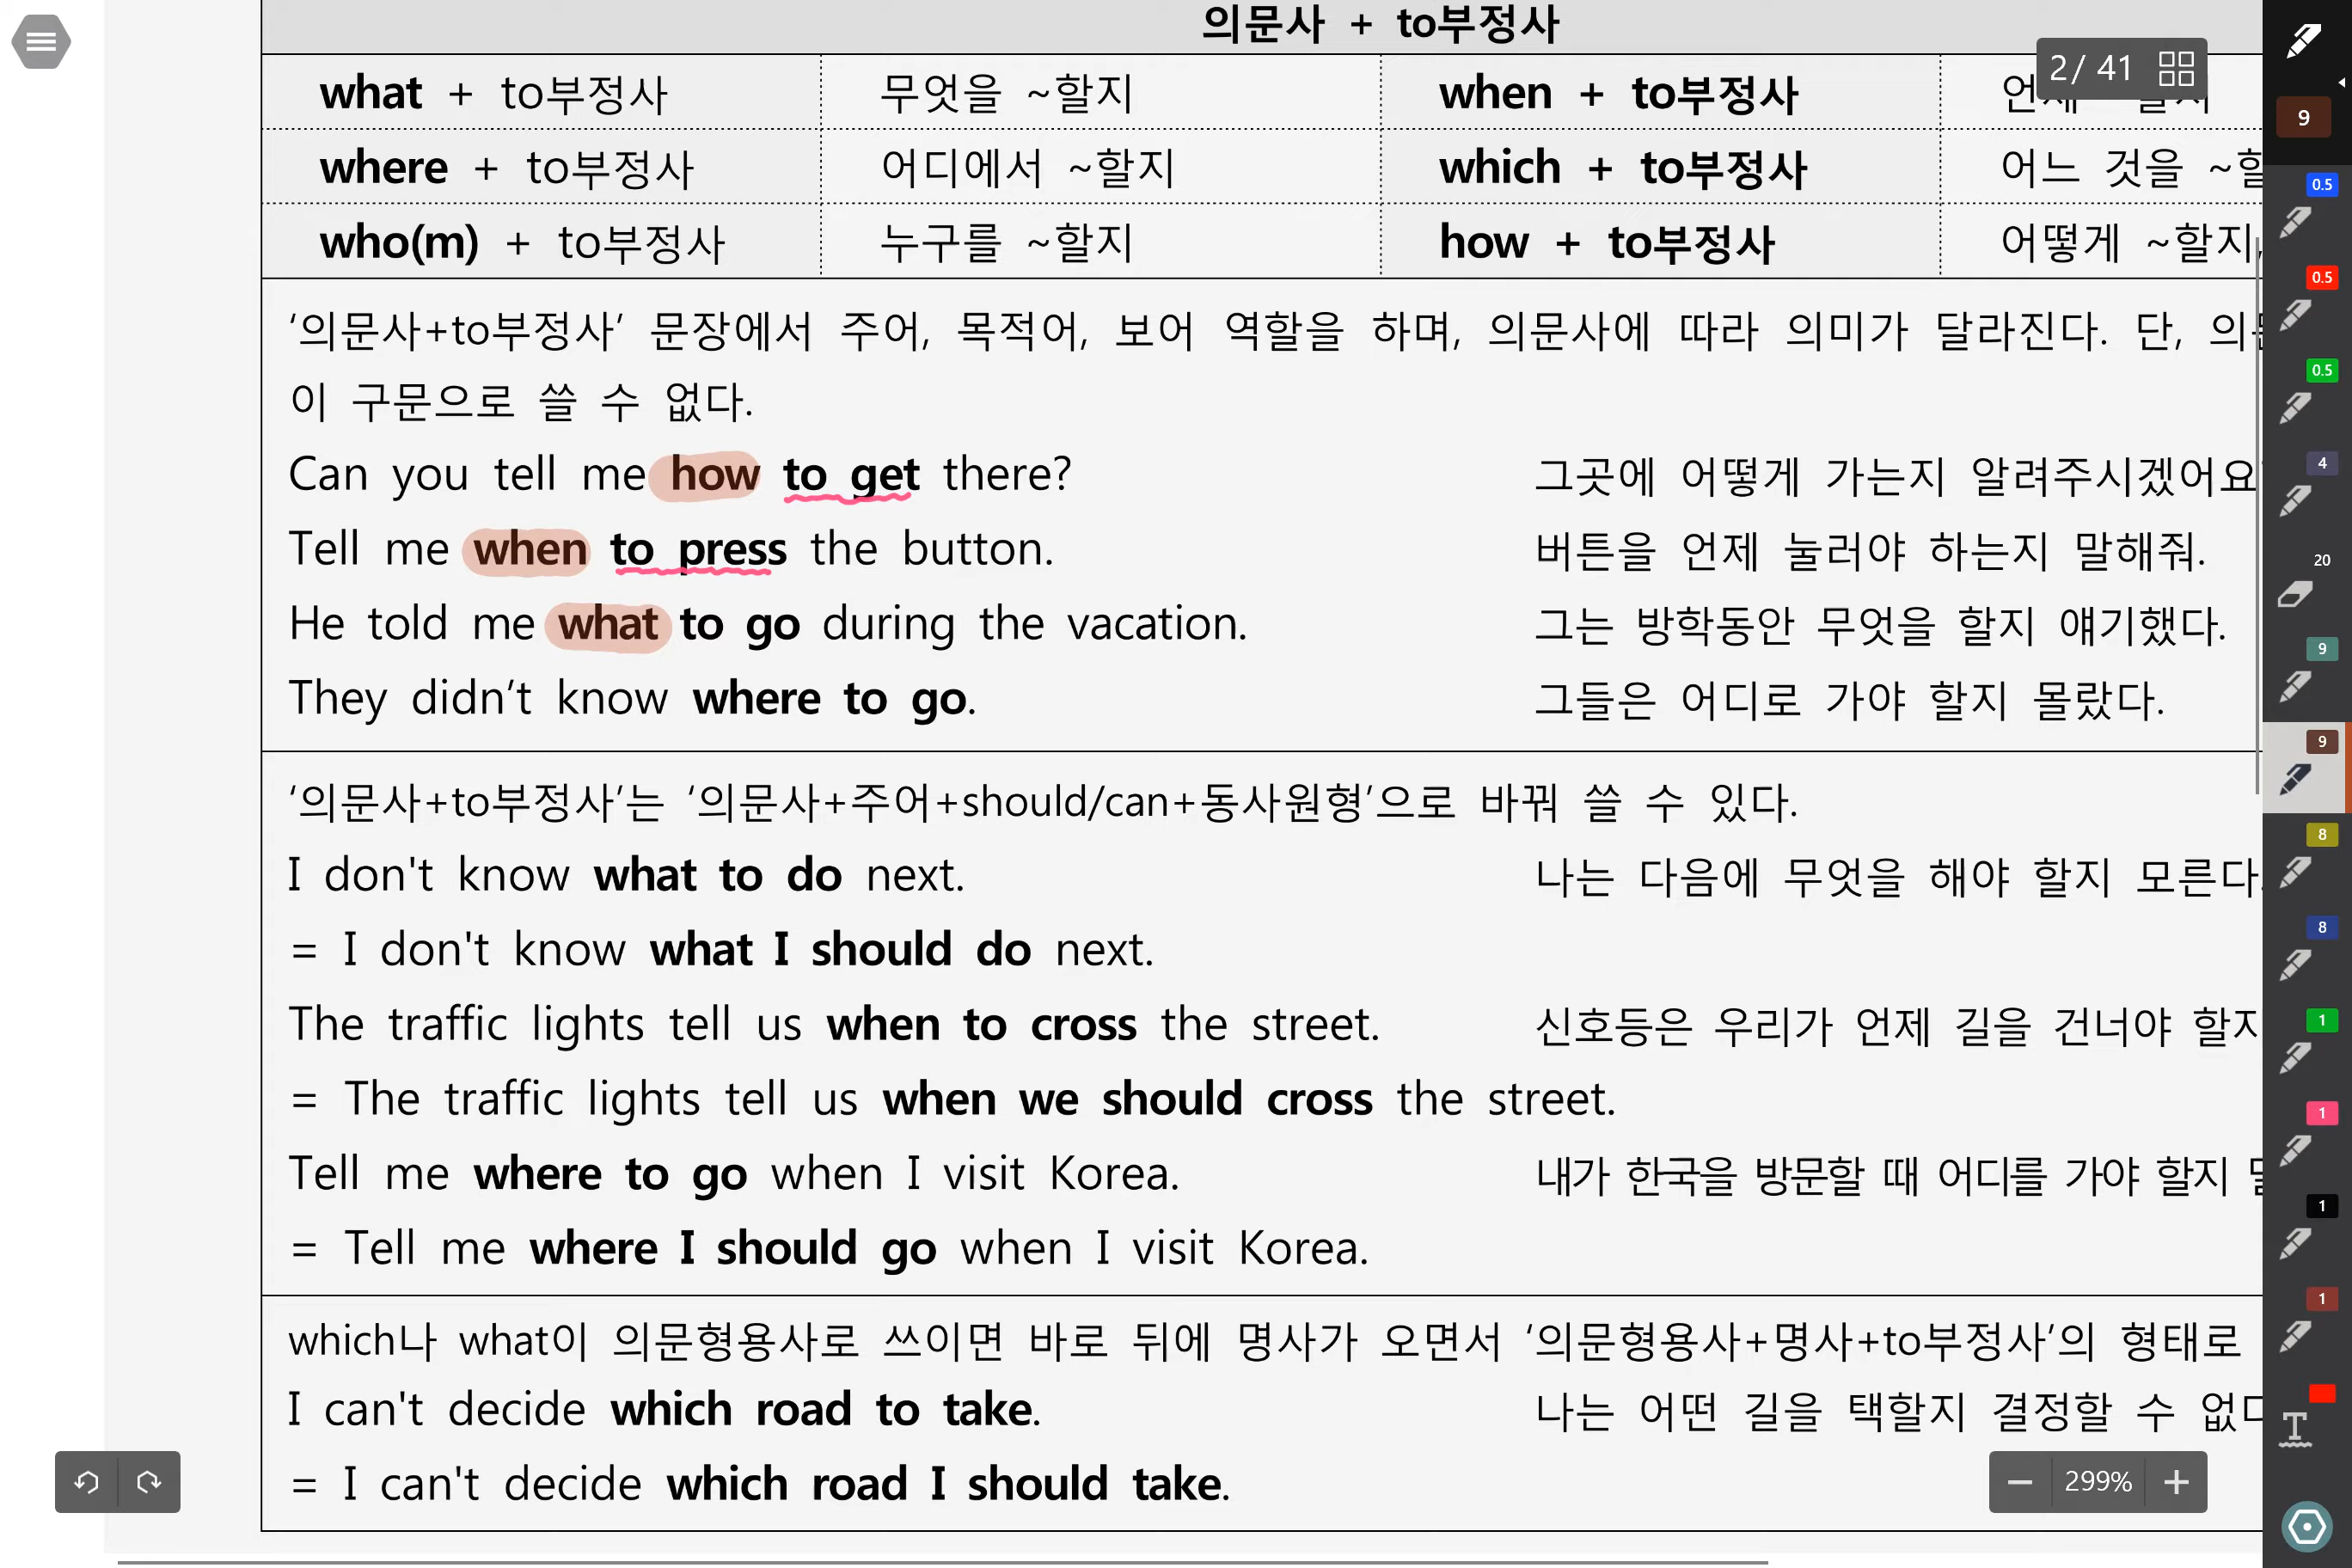 의문사 + to부정사
2/ 41
what + to부정사 무엇을 ~할지 when + to부정사
where + to부정사 어디에서 ~할지 which + to부정사 어느 것을
who(m) + to부정사 누구를 ~할지 how + to부정사 어떻게 ~할지
‘의문사+to부정사’ 문장에서 주어, 목적어, 보어 역할을 하며, 의문사에 따라 의미가 달라진다. 단,
이 구문으로 쓸 수 없다.
Can you tell me how to get there? 그곳에 어떻게 가는지 알려주시겠어요
Tell me when to press the button. 버튼을 언제 눌러야 하는지 말해줘.
He told me what to go during the vacation. 그는 방학동안 무엇을 할지 얘기했다.
They didn’t know where to go. 그들은 어디로 가야 할지 몰랐다.
‘의문사+to부정사’는 ‘의문사+주어+should/can+동사원형’으로 바꿔 쓸 수 있다.
I don't know what to do next. 나는 다음에 무엇을 해야 할지 모른다.
= I don't know what I should do next.
The traffic lights tell us when to cross the street. 신호등은 우리가 언제 길을 건너야 할지
= The traffic lights tell us when we should cross the street.
Tell me where to go when I visit Korea. 내가 한국을 방문할 때 어디를 가야 할지
= Tell me where I should go when I visit Korea.
which나 what이 의문형용사로 쓰이면 바로 뒤에 명사가 오면서 ‘의문형용사+명사+to부정사’의 형태로
I can't decide which road to take. 나는 어떤 길을 택할지 결정할 수
= I can't decide which road I should take.
299%
9
0.5
0.5
0.5
4
20
9
9
8
8
1
1
1
1